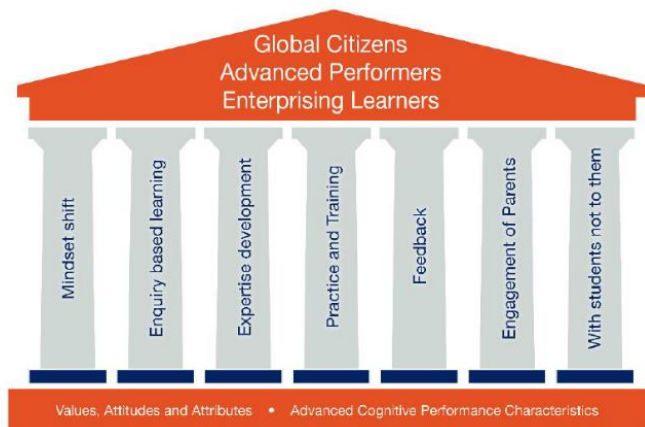 Global Citizens
Advanced Performers
Enterprising Learners
Mindset shift
Enquiry based learning
Expertise development
Practice and Training
Feedback
Engagement of Parents
With students not to them
Values, Attitudes and Attributes • Advanced Cognitive Performance Characteristics